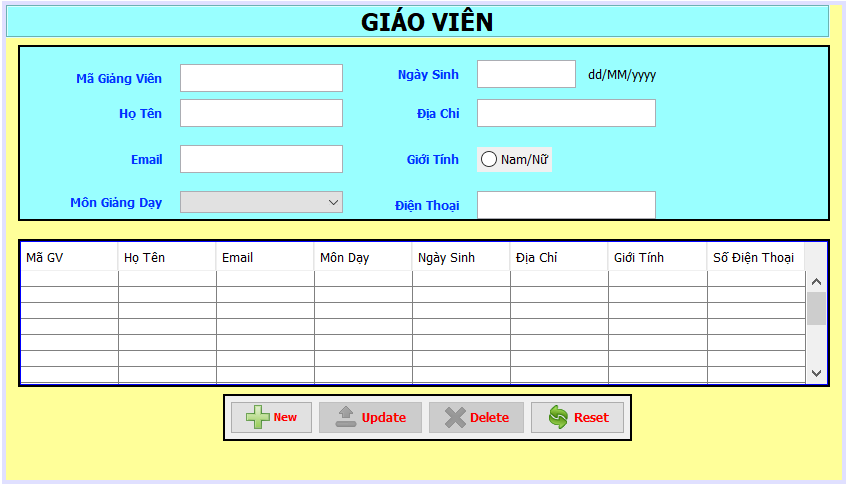 GIÁO VIÊN
Mã Giảng Viên
Ngày Sinh dd/MM/yyyy
Họ Tên
Địa Chỉ
Email
Giới Tính Nam/Nữ
Môn Giảng Dạy
Điện Thoại
Mã GV Họ Tên Email Môn Dạy Ngày Sinh Địa Chỉ Giới Tính Số Điện Thoại
New Update Delete Reset